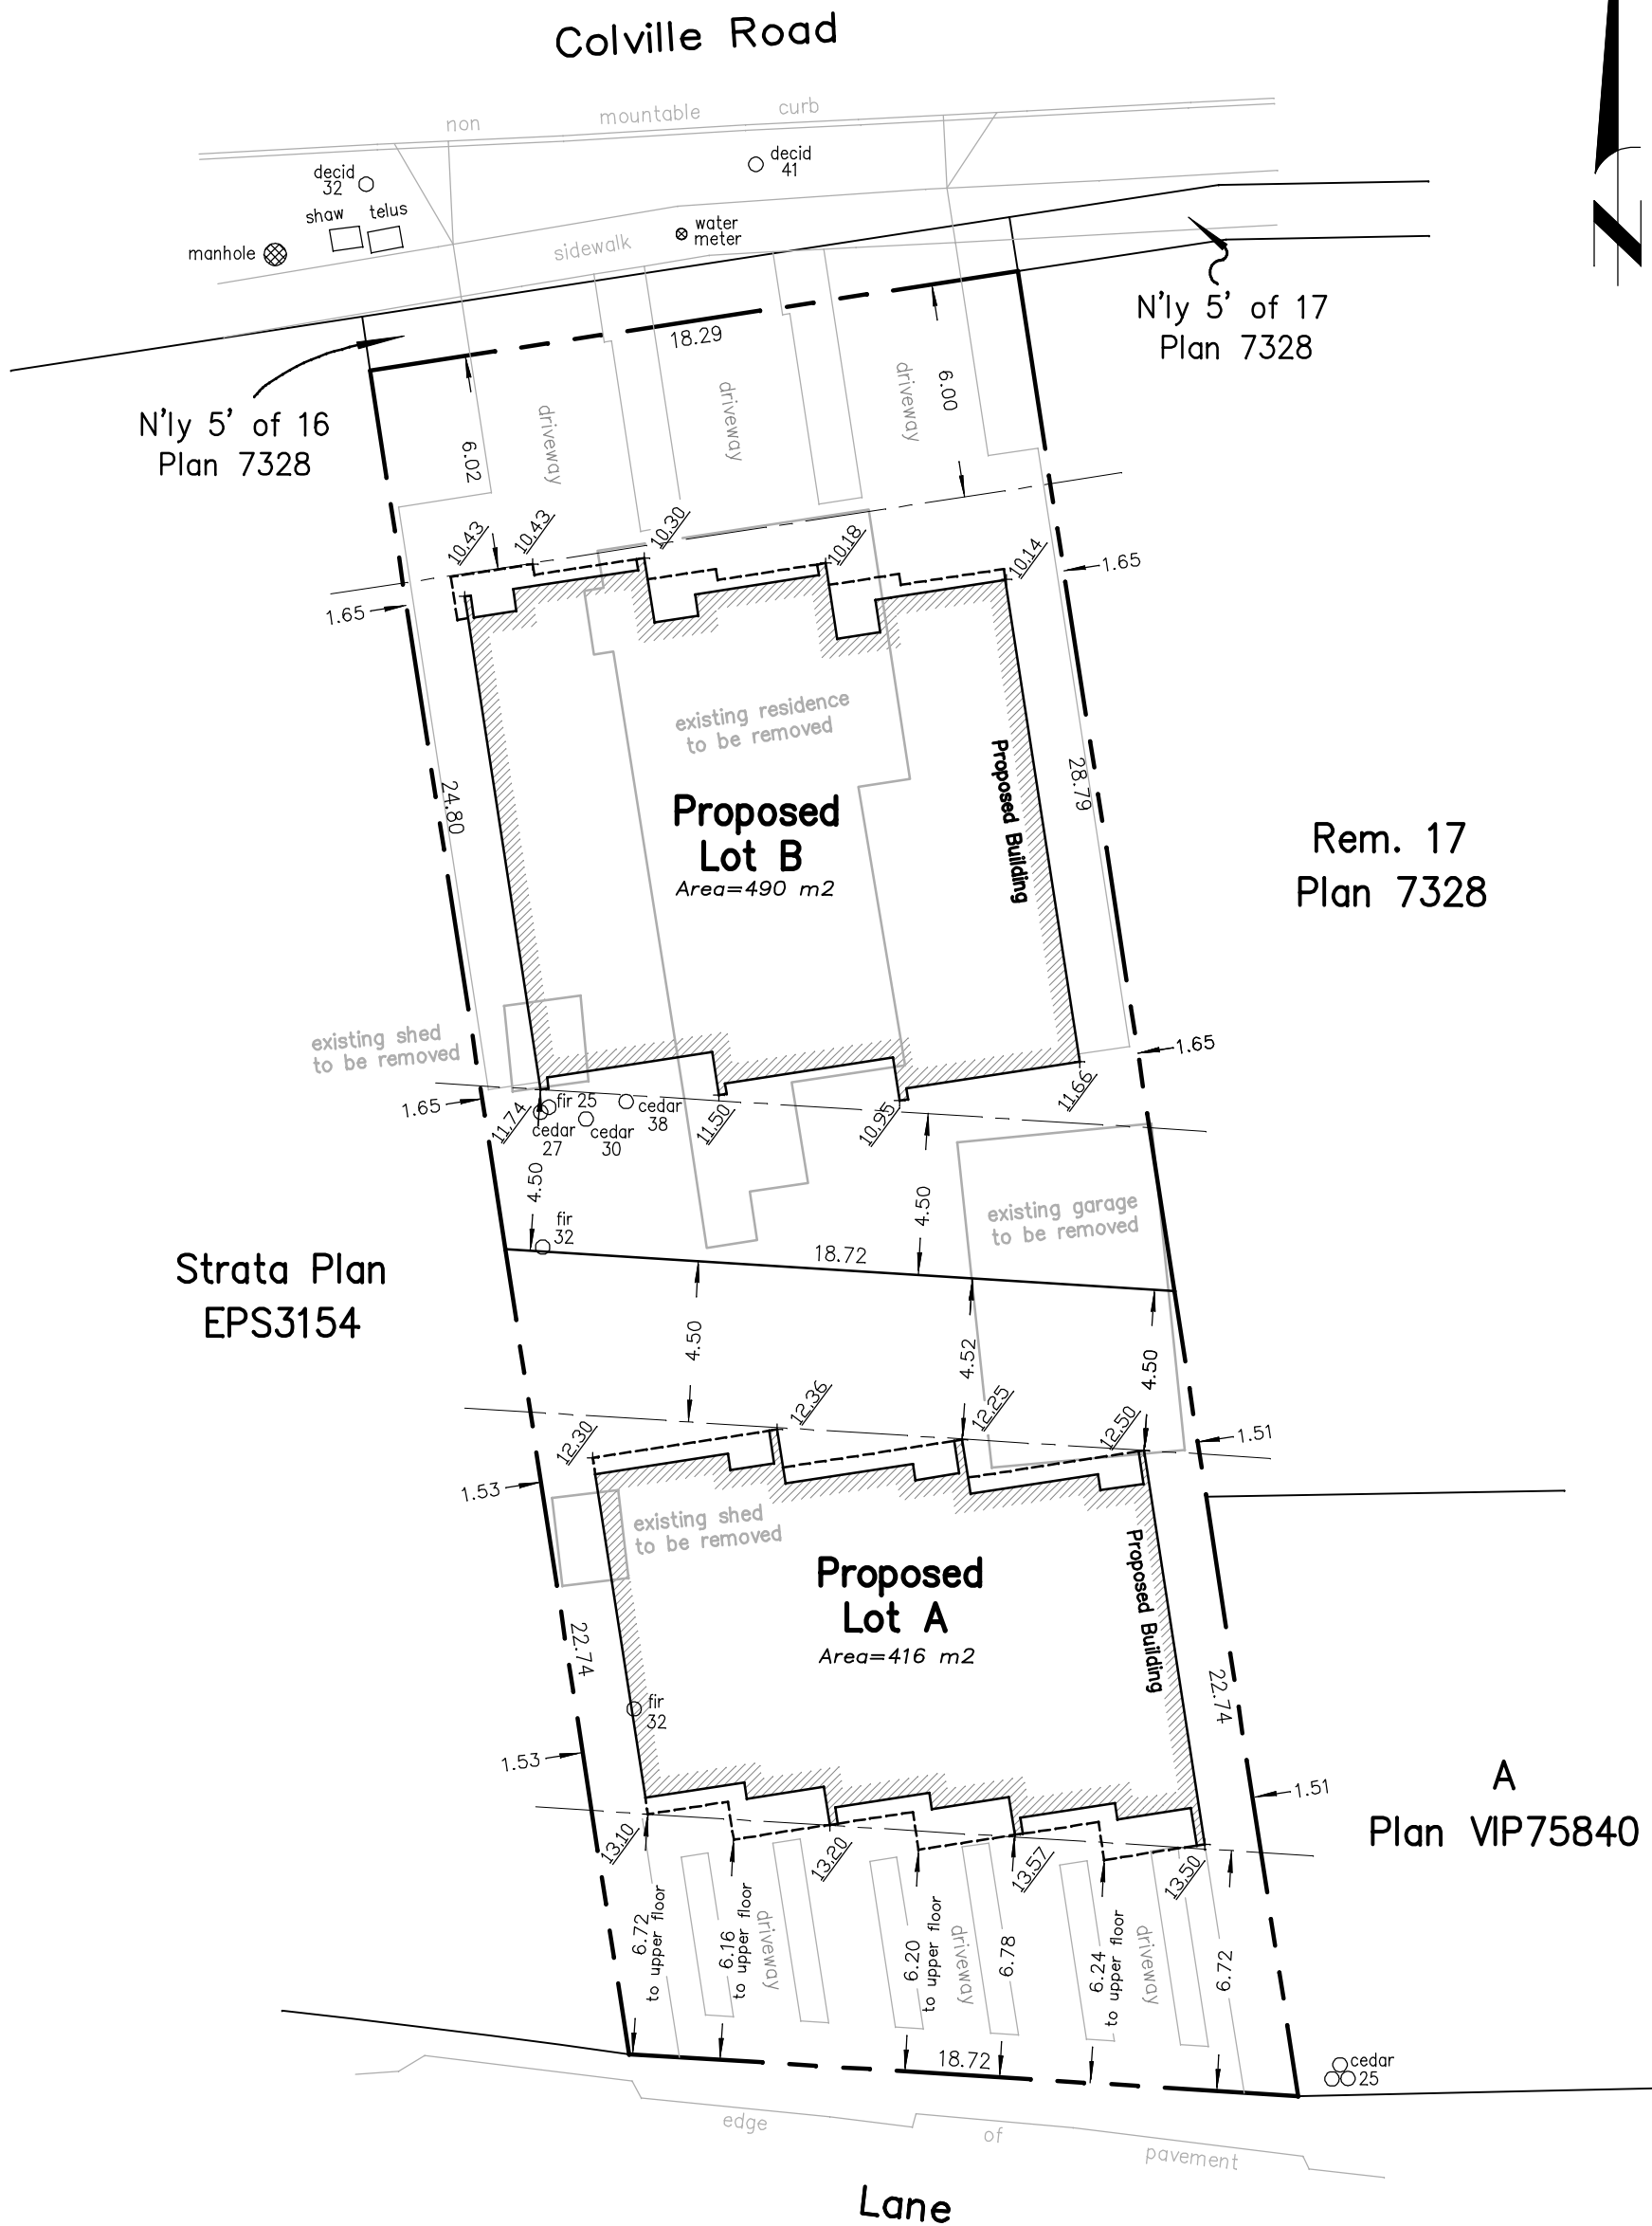 Colville Road
non mountable curb
decid
32
decid
41
shaw telus
manhole
water
meter
sidewalk
N'ly 5' of 17
Plan 7328
N'ly 5' of 16
Plan 7328
18.29
6.02
driveway
driveway
driveway
6.00
10.43
10.43
10.30
10.18
10.14
1.65
1.65
existing residence
to be removed
24.80
28.79
Proposed
Lot B
Area=490 m2
Proposed Building
Rem. 17
Plan 7328
existing shed
to be removed
1.65
1.65
11.74
fir 25
cedar
27
cedar
30
cedar
38
11.50
10.95
11.66
4.50
4.50
existing garage
to be removed
fir
32
18.72
Strata Plan
EPS3154
4.50
4.52
4.50
12.30
12.36
12.25
12.50
1.51
1.53
existing shed
to be removed
Proposed
Lot A
Area=416 m2
Proposed Building
22.74
22.74
fir
32
1.53
1.51
A
Plan VIP75840
13.10
13.20
13.57
13.50
6.72
to upper floor
6.16
to upper floor
driveway
6.20
to upper floor
driveway
6.78
6.24
to upper floor
driveway
6.72
18.72
cedar
25
edge of pavement
Lane
N